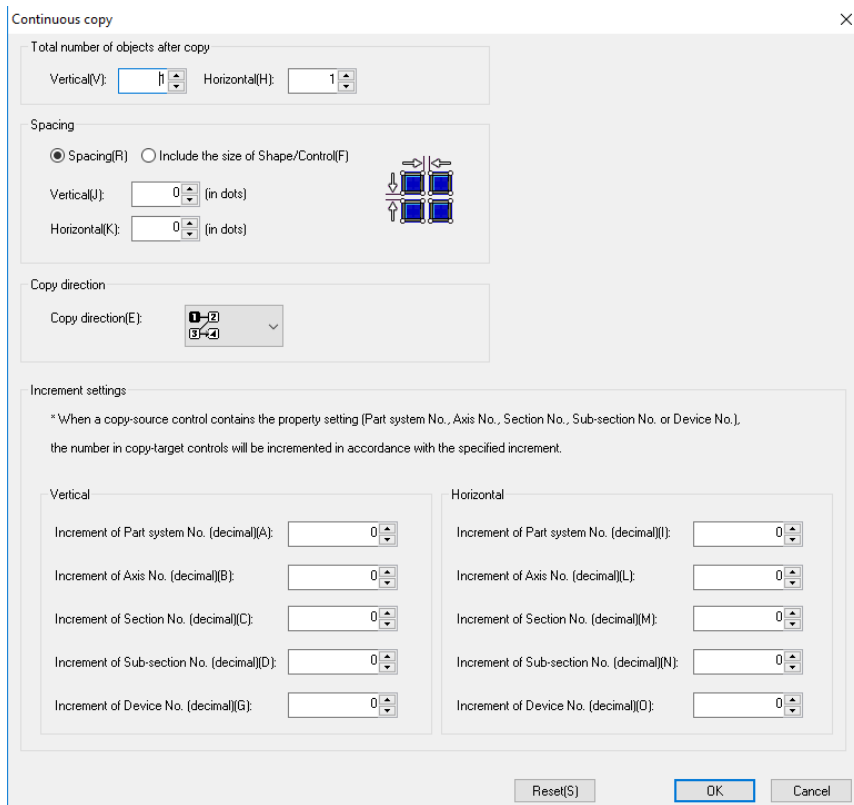 Continuous copy
Total number of objects after copy
Vertical(V): 1 Horizontal(H): 1
Spacing
Spacing(R) Include the size of Shape/Control(F)
Vertical(J): 0 (in dots)
Horizontal(K): 0 (in dots)
Copy direction
Copy direction(E): 1 2 3 4
Increment settings
* When a copy-source control contains the property setting (Part system No., Axis No., Section No., Sub-section No. or Device No.),
the number in copy-target controls will be incremented in accordance with the specified increment.
Vertical Horizontal
Increment of Part system No. (decimal)(A): 0 Increment of Part system No. (decimal)(I): 0
Increment of Axis No. (decimal)(B): 0 Increment of Axis No. (decimal)(L): 0
Increment of Section No. (decimal)(C): 0 Increment of Section No. (decimal)(M): 0
Increment of Sub-section No. (decimal)(D): 0 Increment of Sub-section No. (decimal)(N): 0
Increment of Device No. (decimal)(G): 0 Increment of Device No. (decimal)(O): 0
Reset(S) OK Cancel